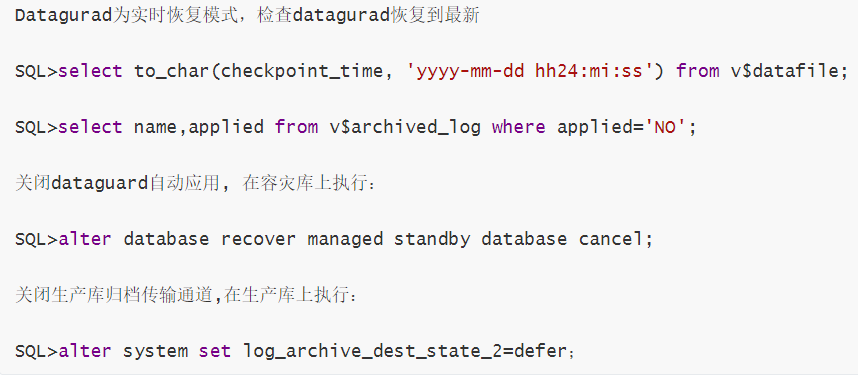 Datagurad为实时恢复模式，检查datagurad恢复到最新
SQL>select to_char(checkpoint_time, 'yyyy-mm-dd hh24:mi:ss') from v$datafile;
SQL>select name,applied from v$archived_log where applied='NO';
关闭dataguard自动应用, 在容灾库上执行：
SQL>alter database recover managed standby database cancel;
关闭生产库归档传输通道,在生产库上执行：
SQL>alter system set log_archive_dest_state_2=defer；